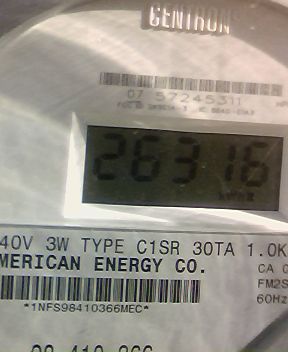 CENTRON
07 57245311
26316
kWh
40V 3W TYPE C1SR 30TA 1.0K
MERICAN ENERGY CO.
CA 0
FM2S
*1NFS98410366MEC*
60Hz